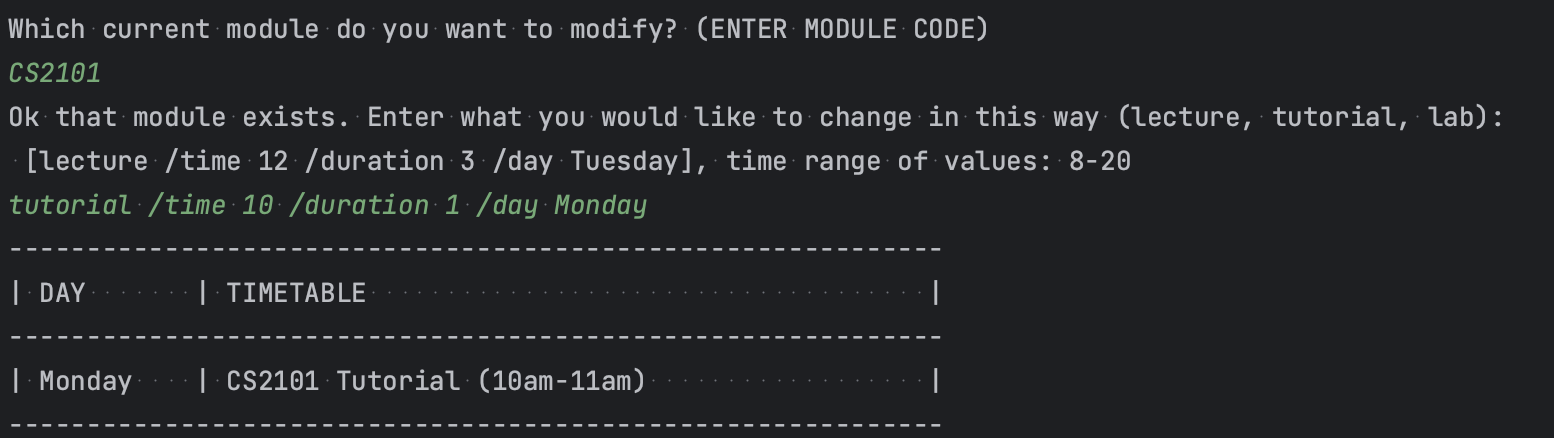 Which current module do you want to modify? (ENTER MODULE CODE)
CS2101
Ok that module exists. Enter what you would like to change in this way (lecture, tutorial, lab):
 [lecture /time 12 /duration 3 /day Tuesday], time range of values: 8-20
tutorial /time 10 /duration 1 /day Monday
------------------------------------------------------------
| DAY       | TIMETABLE                                    |
------------------------------------------------------------
| Monday    | CS2101 Tutorial (10am-11am)                  |
------------------------------------------------------------